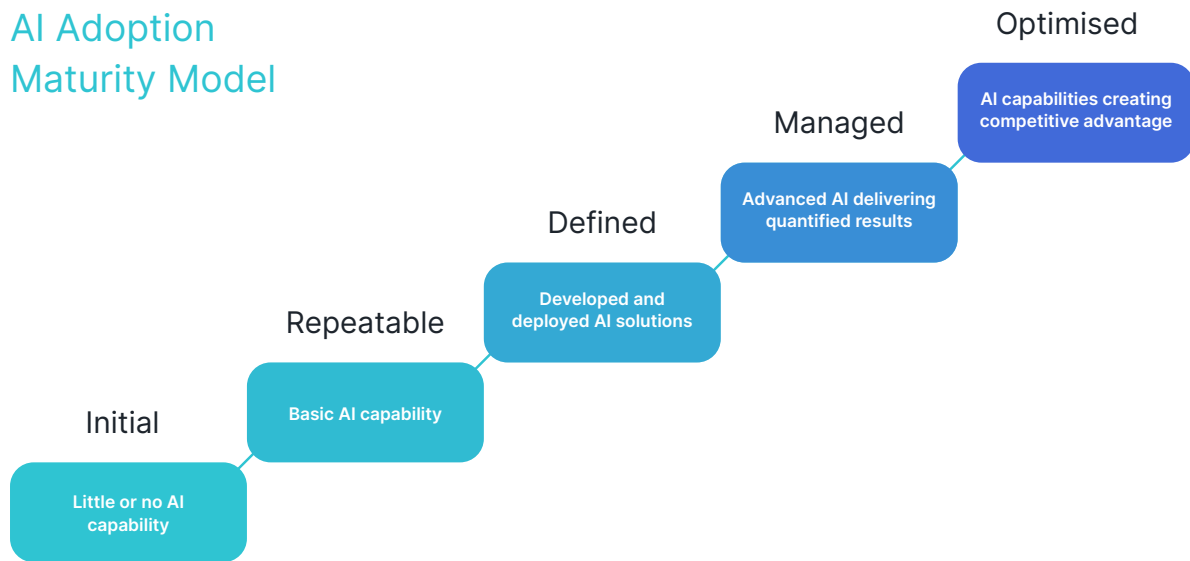 AI Adoption
Maturity Model
Optimised
AI capabilities creating
competitive advantage
Managed
Advanced AI delivering
quantified results
Defined
Developed and
deployed AI solutions
Repeatable
Basic AI capability
Initial
Little or no AI
capability